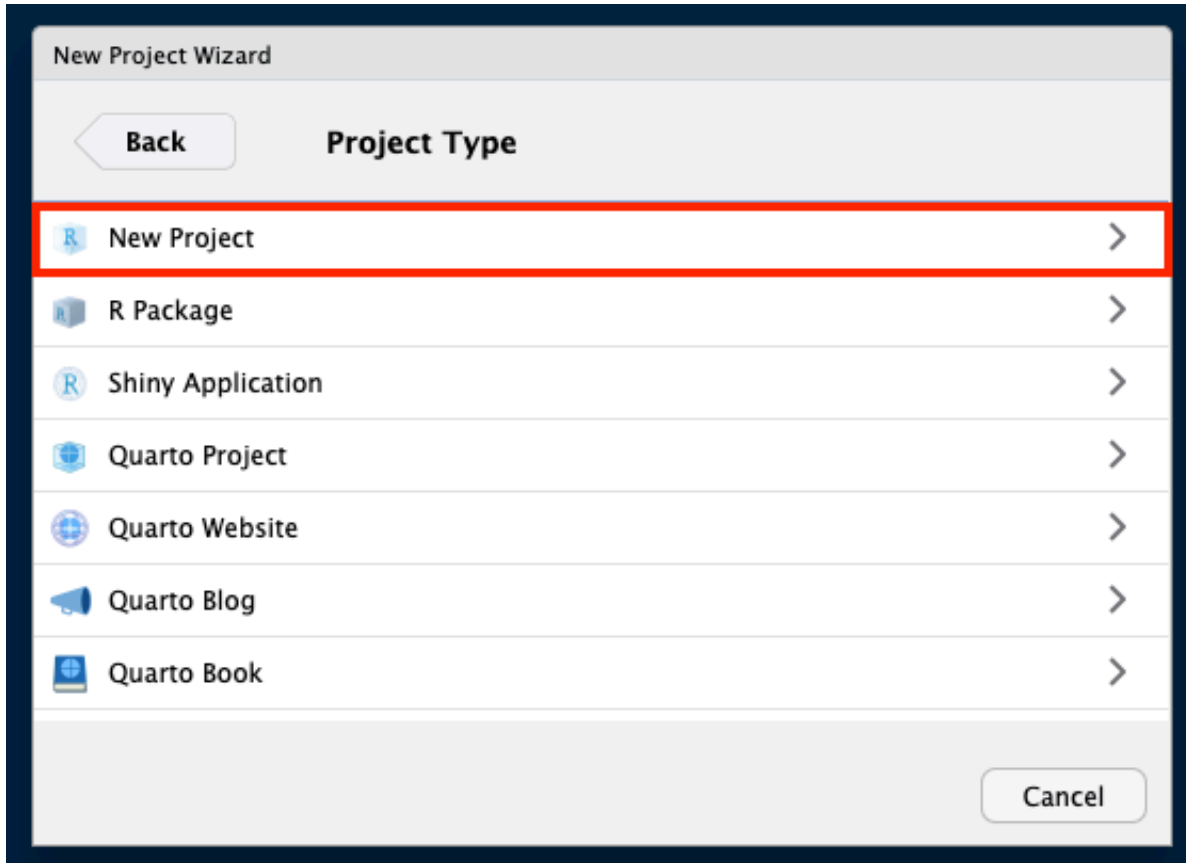 New Project Wizard
Back
Project Type
R New Project
R R Package
R Shiny Application
Quarto Project
Quarto Website
Quarto Blog
Quarto Book
Cancel